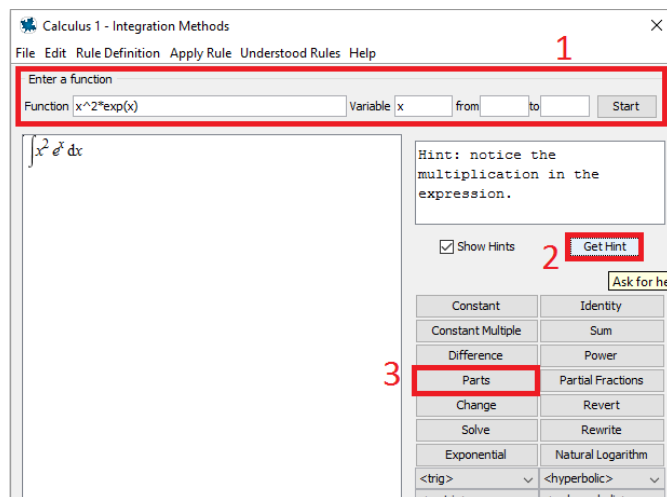 Calculus 1 - Integration Methods
File Edit Rule Definition Apply Rule Understood Rules Help
1
Enter a function
Function x^2*exp(x) Variable x from to Start
∫x² eˣ dx
Hint: notice the
multiplication in the
expression.
Show Hints 2 Get Hint
Ask for he
Constant Identity
Constant Multiple Sum
Difference Power
3 Parts Partial Fractions
Change Revert
Solve Rewrite
Exponential Natural Logarithm
<trig> <hyperbolic>